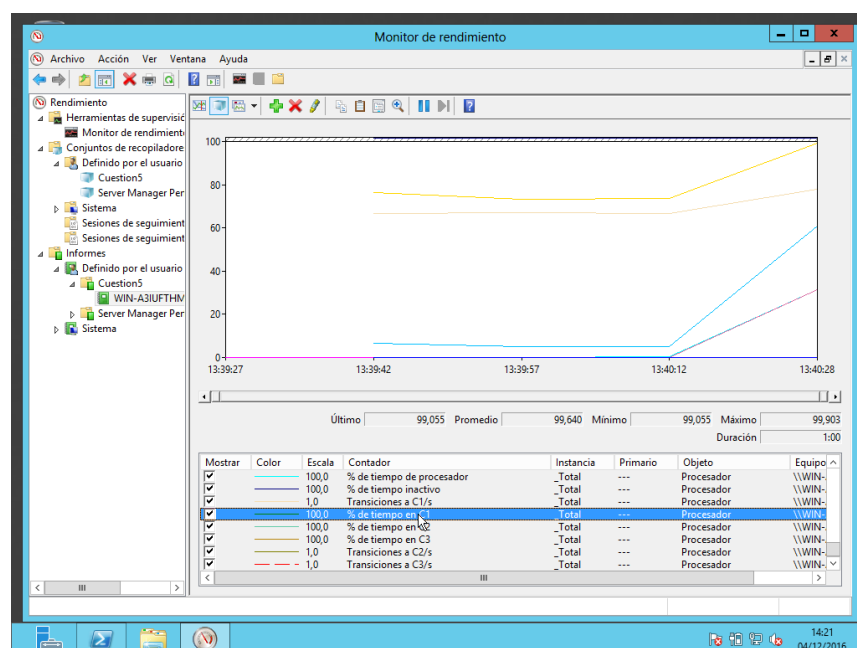 Monitor de rendimiento
Archivo Acción Ver Ventana Ayuda
Rendimiento
Herramientas de supervisió
Monitor de rendimient
Conjuntos de recopiladore
Definido por el usuario
Cuestion5
Server Manager Per
Sistema
Sesiones de seguimient
Sesiones de seguimient
Informes
Definido por el usuario
Cuestion5
WIN-A3IUFTHM
Server Manager Per
Sistema
100
80
60
40
20
0
13:39:27 13:39:42 13:39:57 13:40:12 13:40:28
Último 99,055 Promedio 99,640 Mínimo 99,055 Máximo 99,903
Duración 1:00
Mostrar Color Escala Contador Instancia Primario Objeto Equipo
100,0 % de tiempo de procesador _Total --- Procesador \\WIN-
100,0 % de tiempo inactivo _Total --- Procesador \\WIN-
1,0 Transiciones a C1/s _Total --- Procesador \\WIN-
100,0 % de tiempo en C1 _Total --- Procesador \\WIN-
100,0 % de tiempo en C2 _Total --- Procesador \\WIN-
100,0 % de tiempo en C3 _Total --- Procesador \\WIN-
1,0 Transiciones a C2/s _Total --- Procesador \\WIN-
1,0 Transiciones a C3/s _Total --- Procesador \\WIN-
14:21
04/12/2016